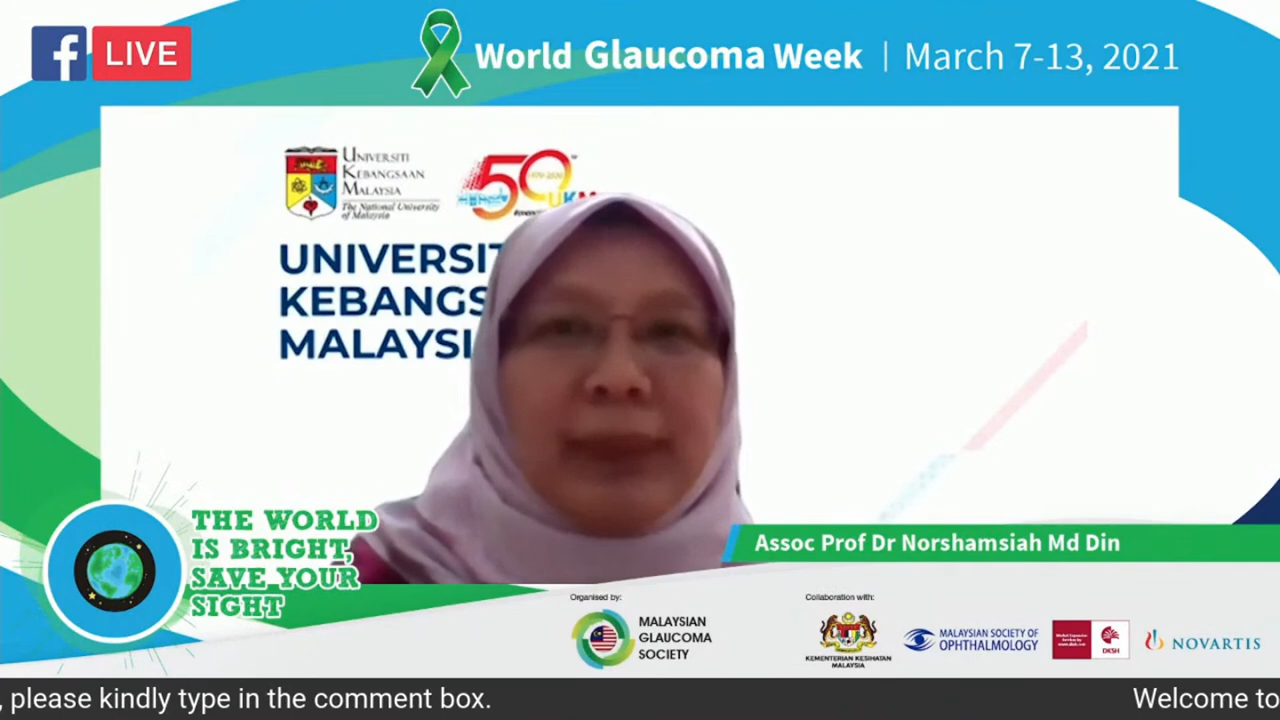 f LIVE
World Glaucoma Week | March 7-13, 2021
UNIVERSITI
KEBANGSAAN
MALAYSIA
The National University
of Malaysia
50
UKM
UNIVERSIT
KEBANGS
MALAYSI
THE WORLD
IS BRIGHT,
SAVE YOUR
SIGHT
Assoc Prof Dr Norshamsiah Md Din
Organised by:
MALAYSIAN
GLAUCOMA
SOCIETY
Collaboration with:
KEMENTERIAN KESIHATAN
MALAYSIA
MALAYSIAN SOCIETY OF
OPHTHALMOLOGY
DKSH
NOVARTIS
, please kindly type in the comment box.
Welcome to